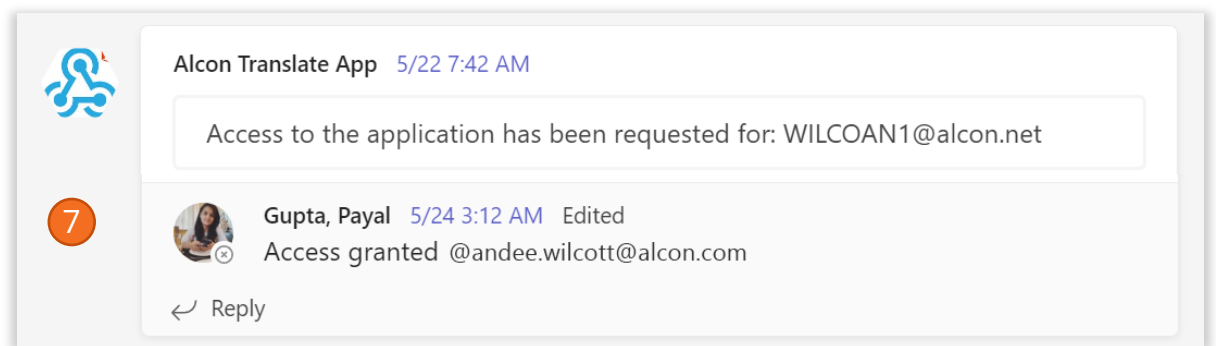 Alcon Translate App 5/22 7:42 AM
Access to the application has been requested for: WILCOAN1@alcon.net
7
Gupta, Payal 5/24 3:12 AM Edited
Access granted @andee.wilcott@alcon.com
Reply